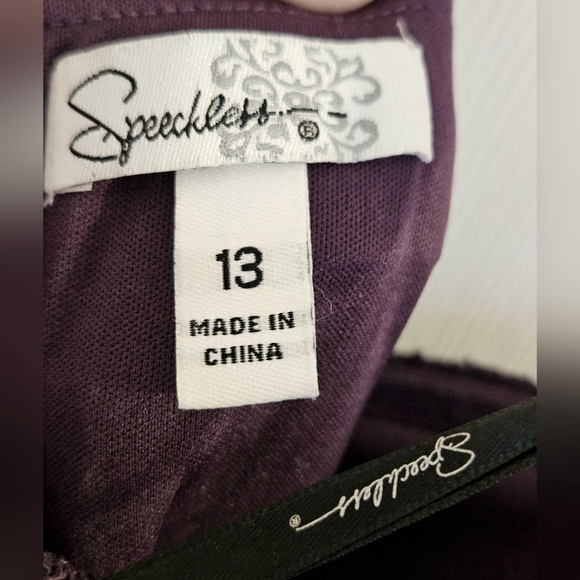 Speechless ®
13
MADE IN
CHINA
Speechless ®